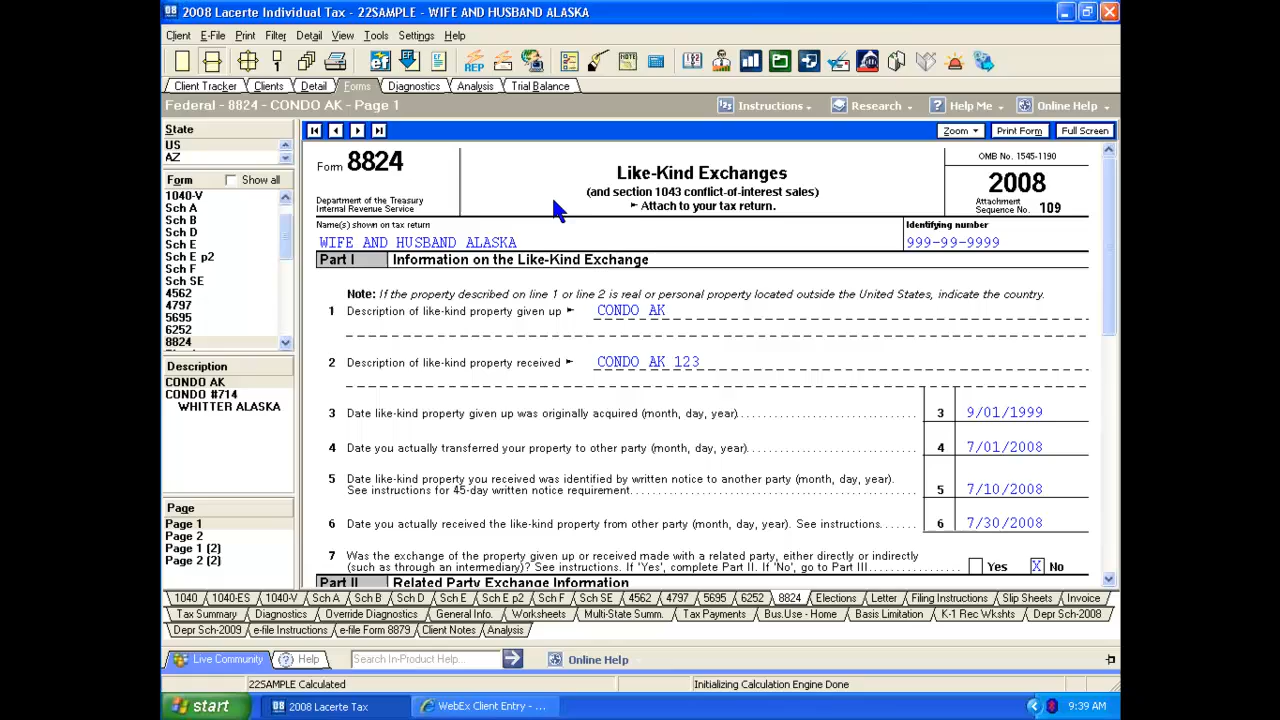 2008 Lacerte Individual Tax - 22SAMPLE - WIFE AND HUSBAND ALASKA
Client E-File Print Filter Detail View Tools Settings Help
Client Tracker Clients Detail Forms Diagnostics Analysis Trial Balance
Federal - 8824 - CONDO AK - Page 1 Instructions Research Help Me Online Help
State
US
AZ
Form Show all
1040-V
Sch A
Sch B
Sch D
Sch E
Sch E p2
Sch F
Sch SE
4562
4797
5695
6252
8824
Description
CONDO AK
CONDO #714
WHITTER ALASKA
Page
Page 1
Page 2
Page 1 (2)
Page 2 (2)
Zoom Print Form Full Screen
Form 8824
Department of the Treasury
Internal Revenue Service
Like-Kind Exchanges
(and section 1043 conflict-of-interest sales)
Attach to your tax return.
OMB No. 1545-1190
2008
Attachment
Sequence No. 109
Name(s) shown on tax return Identifying number
WIFE AND HUSBAND ALASKA 999-99-9999
Part I Information on the Like-Kind Exchange
Note: If the property described on line 1 or line 2 is real or personal property located outside the United States, indicate the country.
1 Description of like-kind property given up CONDO AK
2 Description of like-kind property received CONDO AK 123
3 Date like-kind property given up was originally acquired (month, day, year) 3 9/01/1999
4 Date you actually transferred your property to other party (month, day, year) 4 7/01/2008
5 Date like-kind property you received was identified by written notice to another party (month, day, year).
See instructions for 45-day written notice requirement 5 7/10/2008
6 Date you actually received the like-kind property from other party (month, day, year). See instructions 6 7/30/2008
7 Was the exchange of the property given up or received made with a related party, either directly or indirectly
(such as through an intermediary)? See instructions. If 'Yes', complete Part II. If 'No', go to Part III Yes X No
Part II Related Party Exchange Information
1040 1040-ES 1040-V Sch A Sch B Sch D Sch E Sch E p2 Sch F Sch SE 4562 4797 5695 6252 8824 Elections Letter Filing Instructions Slip Sheets Invoice
Tax Summary Diagnostics Override Diagnostics General Info. Worksheets Multi-State Summ. Tax Payments Bus.Use - Home Basis Limitation K-1 Rec Wkshts Depr Sch-2008
Depr Sch-2009 e-file Instructions e-file Form 8879 Client Notes Analysis
Live Community Help Search In-Product Help... Online Help
22SAMPLE Calculated Initializing Calculation Engine Done
start 2008 Lacerte Tax WebEx Client Entry - ... 9:39 AM